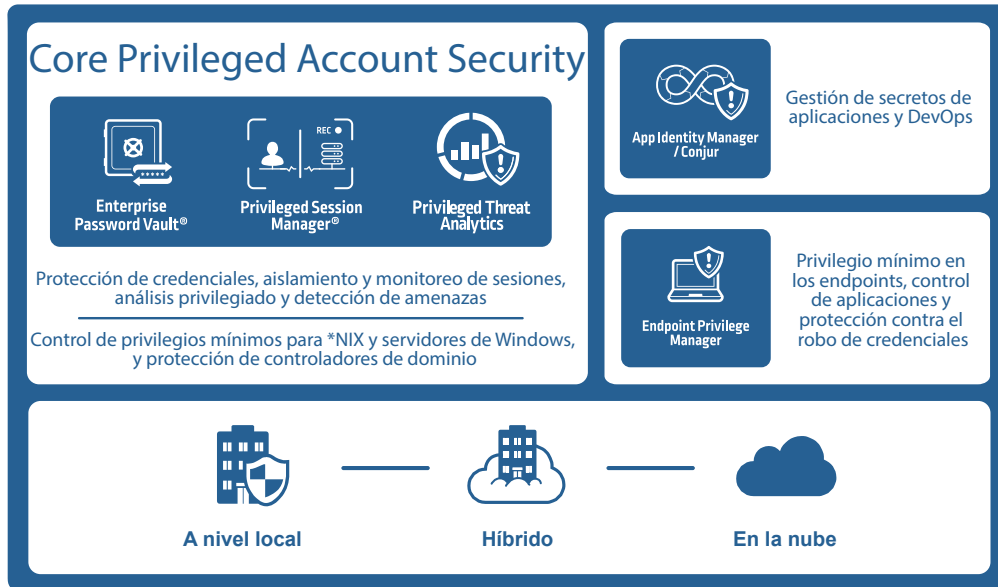 Core Privileged Account Security
REC
Enterprise
Password Vault®
Privileged Session
Manager®
Privileged Threat
Analytics
Protección de credenciales, aislamiento y monitoreo de sesiones,
análisis privilegiado y detección de amenazas
Control de privilegios mínimos para *NIX y servidores de Windows,
y protección de controladores de dominio
App Identity Manager
/ Conjur
Gestión de secretos de
aplicaciones y DevOps
Endpoint Privilege
Manager
Privilegio mínimo en
los endpoints, control
de aplicaciones y
protección contra el
robo de credenciales
A nivel local
Híbrido
En la nube